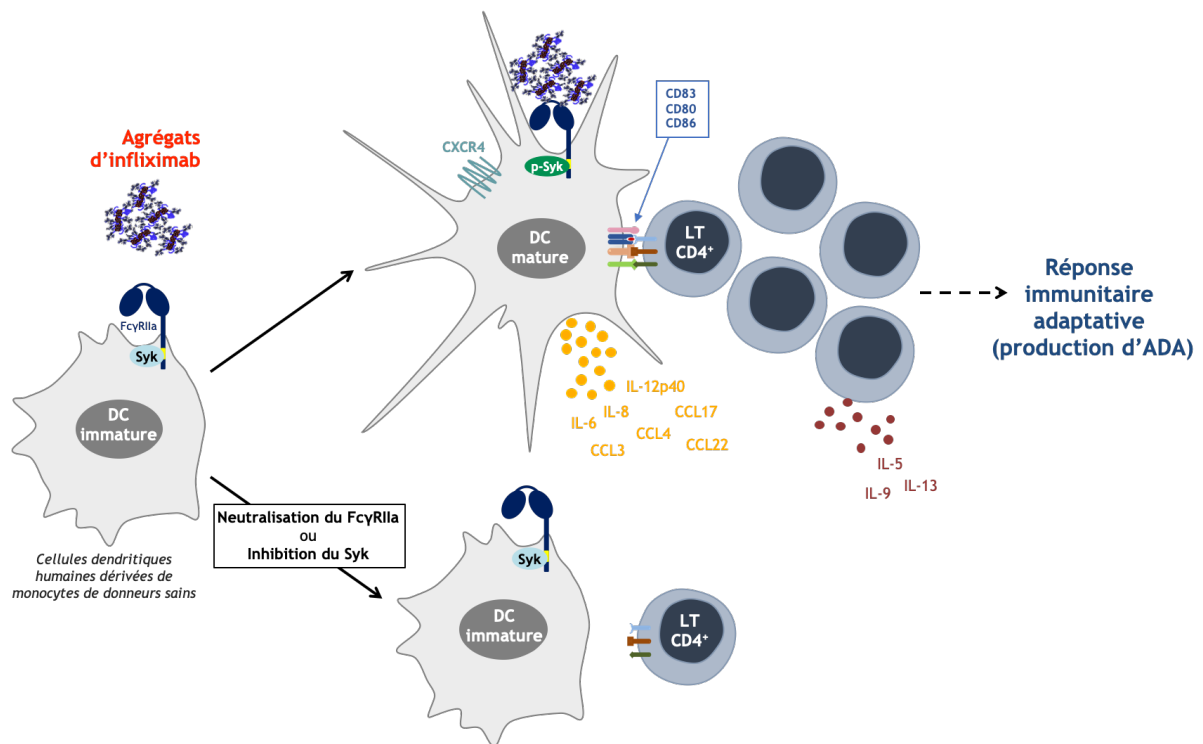 Agrégats
d’infliximab
FcγRIIa
Syk
DC
immature
Cellules dendritiques
humaines dérivées de
monocytes de donneurs sains
CXCR4
p-Syk
DC
mature
CD83
CD80
CD86
LT
CD4⁺
IL-12p40
IL-8
CCL17
IL-6
CCL4
CCL22
CCL3
IL-5
IL-13
IL-9
Réponse
immunitaire
adaptative
(production d’ADA)
Neutralisation du FcγRIIa
ou
Inhibition du Syk
Syk
DC
immature
LT
CD4⁺